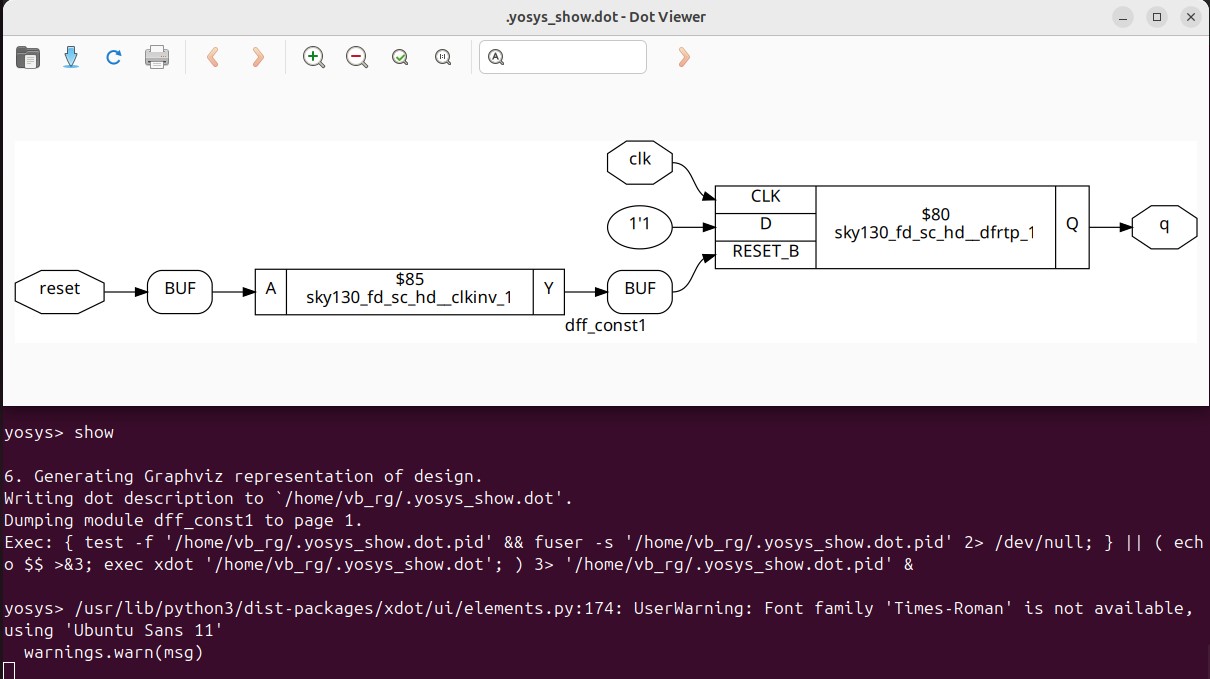 .yosys_show.dot - Dot Viewer
clk
CLK
1'1
D
$80
sky130_fd_sc_hd__dfrtp_1
Q
q
RESET_B
reset
BUF
A
$85
sky130_fd_sc_hd__clkinv_1
Y
BUF
dff_const1
yosys> show
6. Generating Graphviz representation of design.
Writing dot description to `/home/vb_rg/.yosys_show.dot'.
Dumping module dff_const1 to page 1.
Exec: { test -f '/home/vb_rg/.yosys_show.dot.pid' && fuser -s '/home/vb_rg/.yosys_show.dot.pid' 2> /dev/null; } || ( ech
o $$ >&3; exec xdot '/home/vb_rg/.yosys_show.dot'; ) 3> '/home/vb_rg/.yosys_show.dot.pid' &
yosys> /usr/lib/python3/dist-packages/xdot/ui/elements.py:174: UserWarning: Font family 'Times-Roman' is not available,
using 'Ubuntu Sans 11'
warnings.warn(msg)